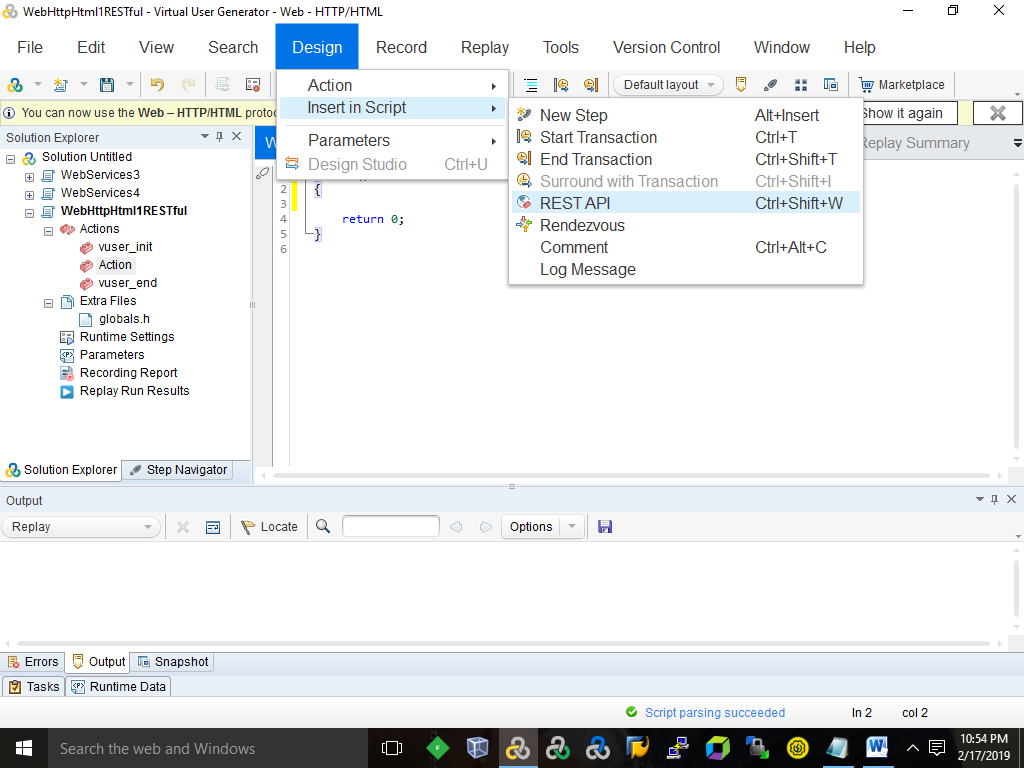 WebHttpHtml1RESTful - Virtual User Generator - Web - HTTP/HTML
File Edit View Search Design Record Replay Tools Version Control Window Help
Default layout
Marketplace
You can now use the Web – HTTP/HTML
Show it again
Solution Explorer
Solution Untitled
WebServices3
WebServices4
WebHttpHtml1RESTful
Actions
vuser_init
Action
vuser_end
Extra Files
globals.h
Runtime Settings
Parameters
Recording Report
Replay Run Results
Solution Explorer
Step Navigator
Action
Insert in Script
Parameters
Design Studio Ctrl+U
New Step Alt+Insert
Start Transaction Ctrl+T
End Transaction Ctrl+Shift+T
Surround with Transaction Ctrl+Shift+I
REST API Ctrl+Shift+W
Rendezvous
Comment Ctrl+Alt+C
Log Message
Replay Summary
2 {
3
4 return 0;
5 }
6
Output
Replay
Locate
Options
Errors Output Snapshot
Tasks Runtime Data
Script parsing succeeded
ln 2 col 2
Search the web and Windows
10:54 PM
2/17/2019